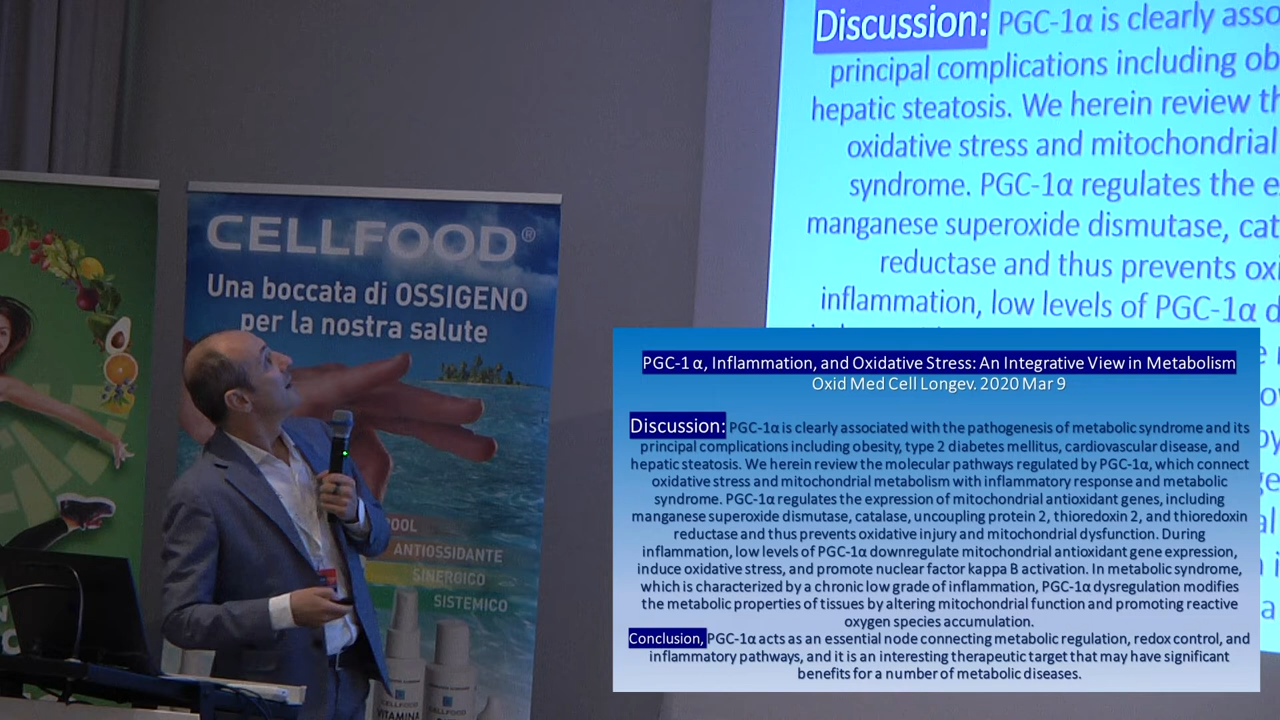 Discussion: PGC-1α is clearly
principal complications including
hepatic steatosis. We herein review
oxidative stress and mitochondrial
syndrome. PGC-1α regulates the
manganese superoxide dismutase,
reductase and thus prevents
inflammation, low levels of PGC-1α
CELLFOOD®
Una boccata di OSSIGENO
per la nostra salute
ANTIOSSIDANTE
SINERGICO
SISTEMICO
CELLFOOD
VITAMINA
CELLFOOD
PGC-1 α, Inflammation, and Oxidative Stress: An Integrative View in Metabolism
Oxid Med Cell Longev. 2020 Mar 9
Discussion: PGC-1α is clearly associated with the pathogenesis of metabolic syndrome and its
principal complications including obesity, type 2 diabetes mellitus, cardiovascular disease, and
hepatic steatosis. We herein review the molecular pathways regulated by PGC-1α, which connect
oxidative stress and mitochondrial metabolism with inflammatory response and metabolic
syndrome. PGC-1α regulates the expression of mitochondrial antioxidant genes, including
manganese superoxide dismutase, catalase, uncoupling protein 2, thioredoxin 2, and thioredoxin
reductase and thus prevents oxidative injury and mitochondrial dysfunction. During
inflammation, low levels of PGC-1α downregulate mitochondrial antioxidant gene expression,
induce oxidative stress, and promote nuclear factor kappa B activation. In metabolic syndrome,
which is characterized by a chronic low grade of inflammation, PGC-1α dysregulation modifies
the metabolic properties of tissues by altering mitochondrial function and promoting reactive
oxygen species accumulation.
Conclusion, PGC-1α acts as an essential node connecting metabolic regulation, redox control, and
inflammatory pathways, and it is an interesting therapeutic target that may have significant
benefits for a number of metabolic diseases.